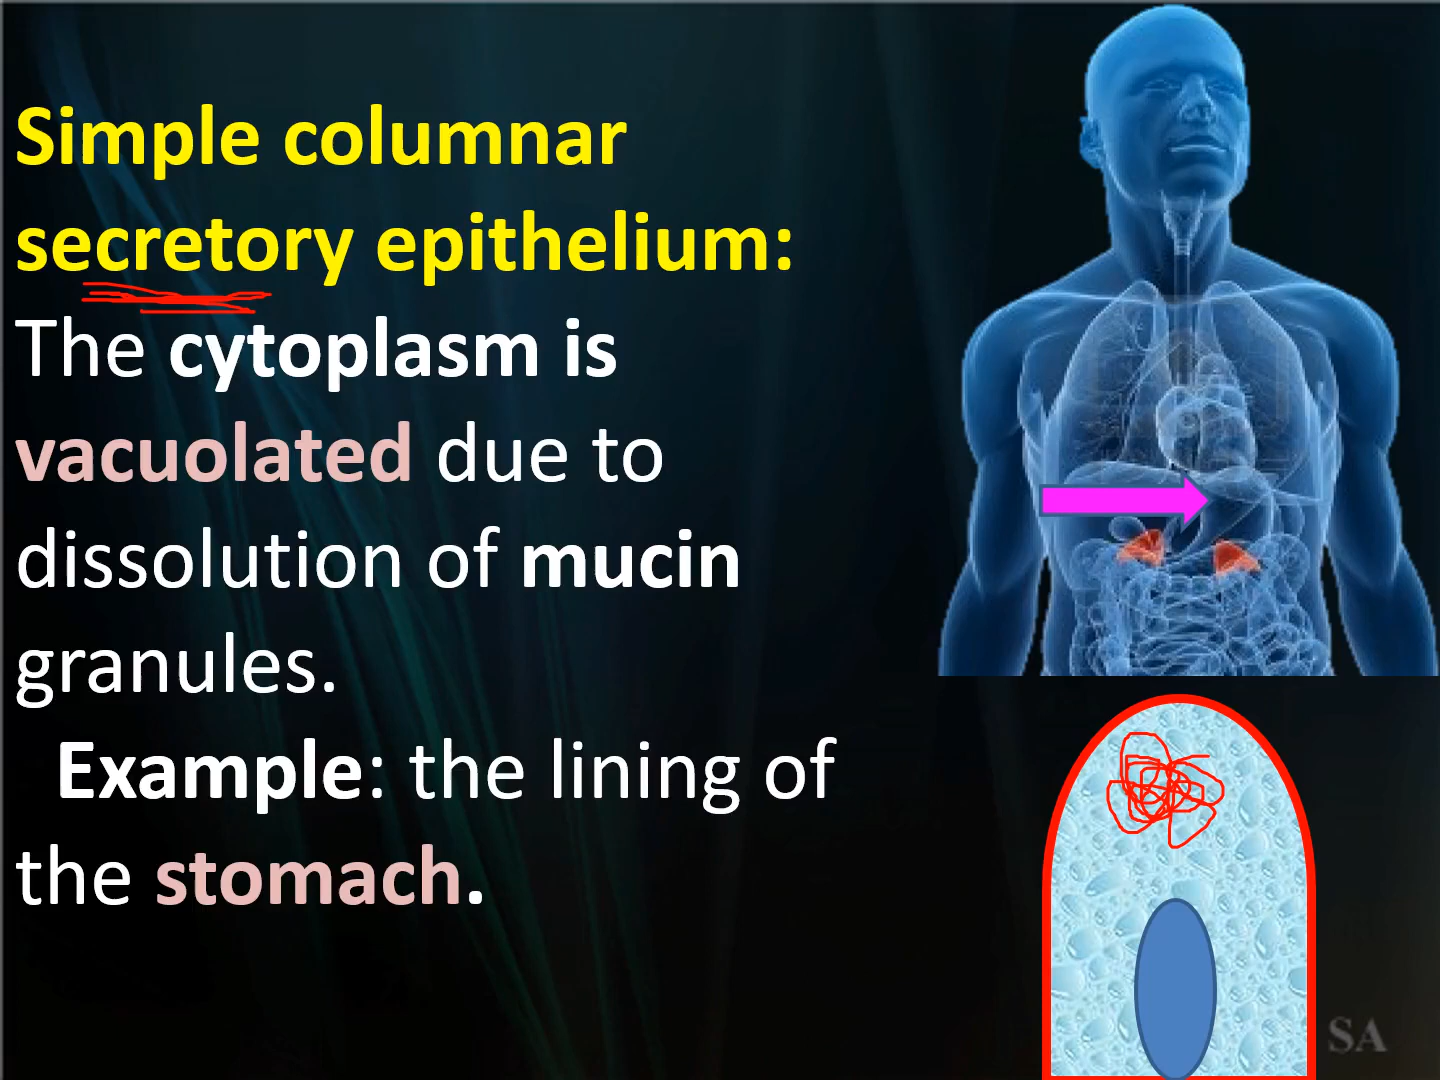 Simple columnar
secretory epithelium:
The cytoplasm is
vacuolated due to
dissolution of mucin
granules.
Example: the lining of
the stomach.
SA